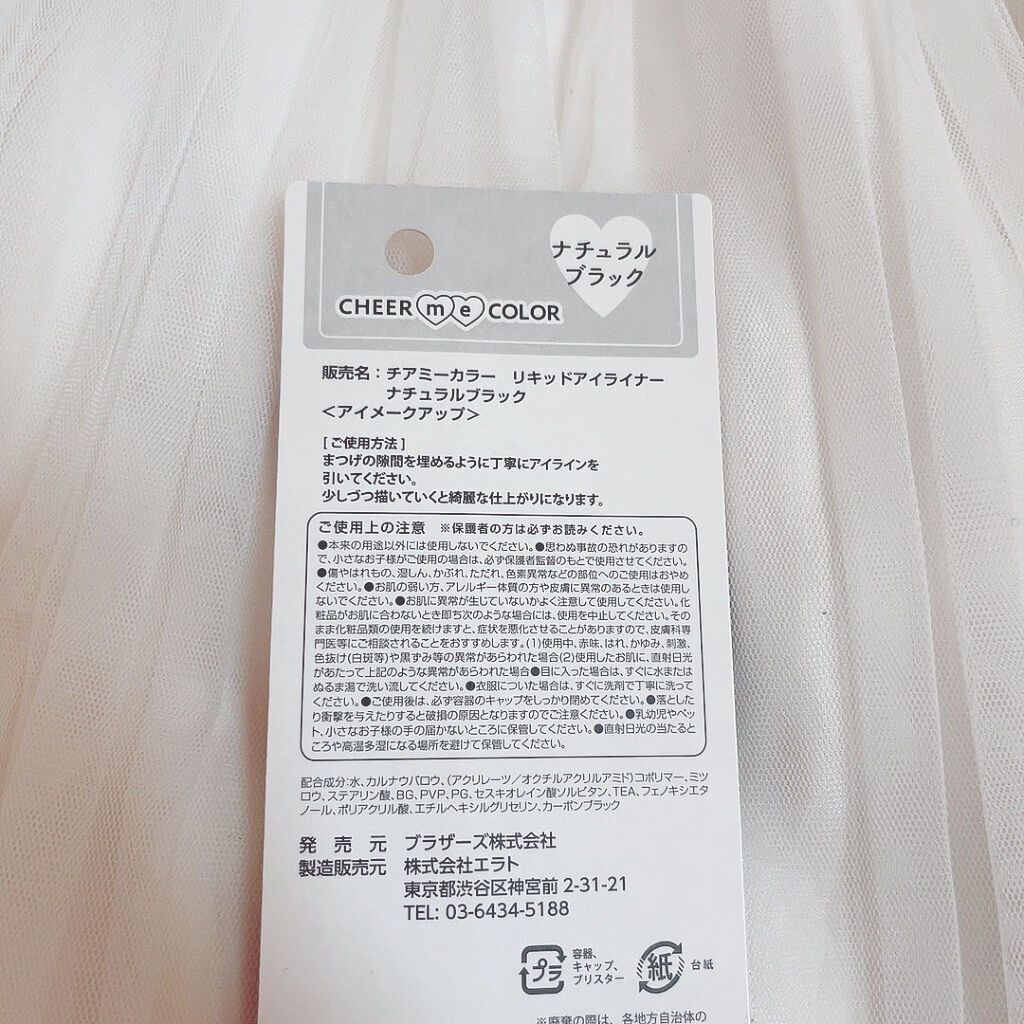 ナチュラル
ブラック
CHEER me COLOR
販売名：チアミーカラー　リキッドアイライナー
ナチュラルブラック
＜アイメークアップ＞
[ ご使用方法 ]
まつげの隙間を埋めるように丁寧にアイラインを
引いてください。
少しづつ描いていくと綺麗な仕上がりになります。
ご使用上の注意　※保護者の方は必ずお読みください。
●本来の用途以外には使用しないでください。●思わぬ事故の恐れがありますの
で、小さなお子様がご使用の場合は、必ず保護者監督のもとで使用させてください。
●傷やはれもの、湿しん、かぶれ、ただれ、色素異常などの部位へのご使用はおやめ
ください。●お肌の弱い方、アレルギー体質の方や皮膚に異常のあるときは使用し
ないでください。●お肌に異常が生じていないかよく注意して使用してください。化
粧品がお肌に合わないとき即ち次のような場合には、使用を中止してください。その
まま化粧品類の使用を続けますと、症状を悪化させることがありますので、皮膚科専
門医等にご相談されることをおすすめします。(1)使用中、赤味、はれ、かゆみ、刺激、
色抜け(白斑等)や黒ずみ等の異常があらわれた場合(2)使用したお肌に、直射日光
があたって上記のような異常があらわれた場合●目に入った場合は、すぐに水または
ぬるま湯で洗い流してください。●衣服についた場合は、すぐに洗剤で丁寧に洗って
ください。●ご使用後は、必ず容器のキャップをしっかり閉めてください。●落とした
り衝撃を与えたりすると破損の原因となりますのでご注意ください。●乳幼児やペッ
ト、小さなお子様の手の届かないところに保管してください。●直射日光の当たると
ころや高温多湿になる場所を避けて保管してください。
配合成分:水、カルナウバロウ、(アクリレーツ／オクチルアクリルアミド)コポリマー、ミツ
ロウ、ステアリン酸、BG、PVP、PG、セスキオレイン酸ソルビタン、TEA、フェノキシエタ
ノール、ポリアクリル酸、エチルヘキシルグリセリン、カーボンブラック
発　売　元　ブラザーズ株式会社
製造販売元　株式会社エラト
東京都渋谷区神宮前 2-31-21
TEL: 03-6434-5188
プラ 容器、
キャップ、
ブリスター
紙 台紙
※廃棄の際は、各地方自治体の